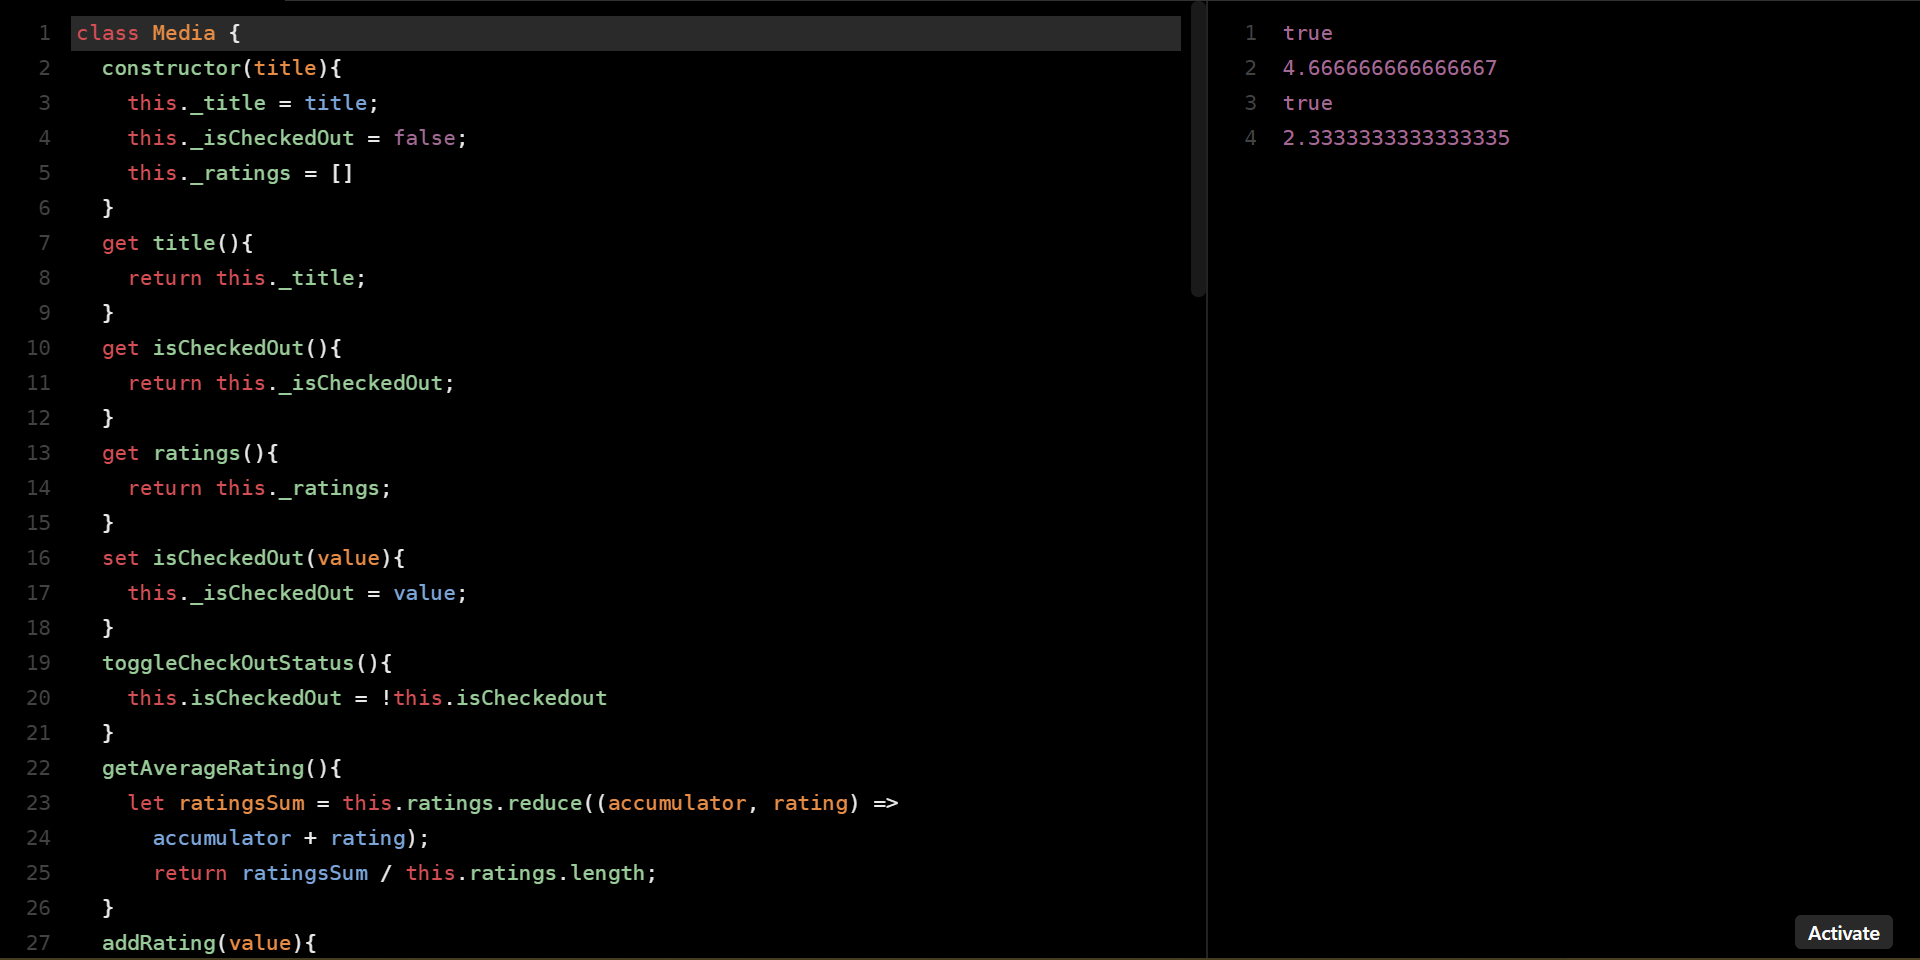 1 class Media {
2 constructor(title){
3 this._title = title;
4 this._isCheckedOut = false;
5 this._ratings = []
6 }
7 get title(){
8 return this._title;
9 }
10 get isCheckedOut(){
11 return this._isCheckedOut;
12 }
13 get ratings(){
14 return this._ratings;
15 }
16 set isCheckedOut(value){
17 this._isCheckedOut = value;
18 }
19 toggleCheckOutStatus(){
20 this.isCheckedOut = !this.isCheckedout
21 }
22 getAverageRating(){
23 let ratingsSum = this.ratings.reduce((accumulator, rating) =>
24 accumulator + rating);
25 return ratingsSum / this.ratings.length;
26 }
27 addRating(value){
1 true
2 4.666666666666667
3 true
4 2.3333333333333335
Activate